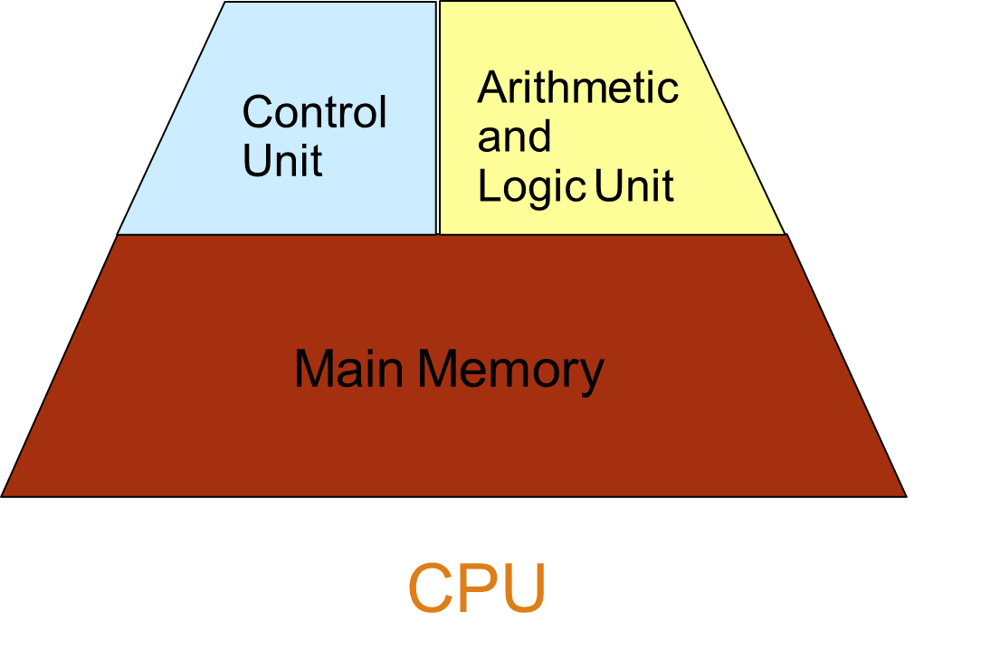 Control
Unit
Arithmetic
and
Logic Unit
Main Memory
CPU